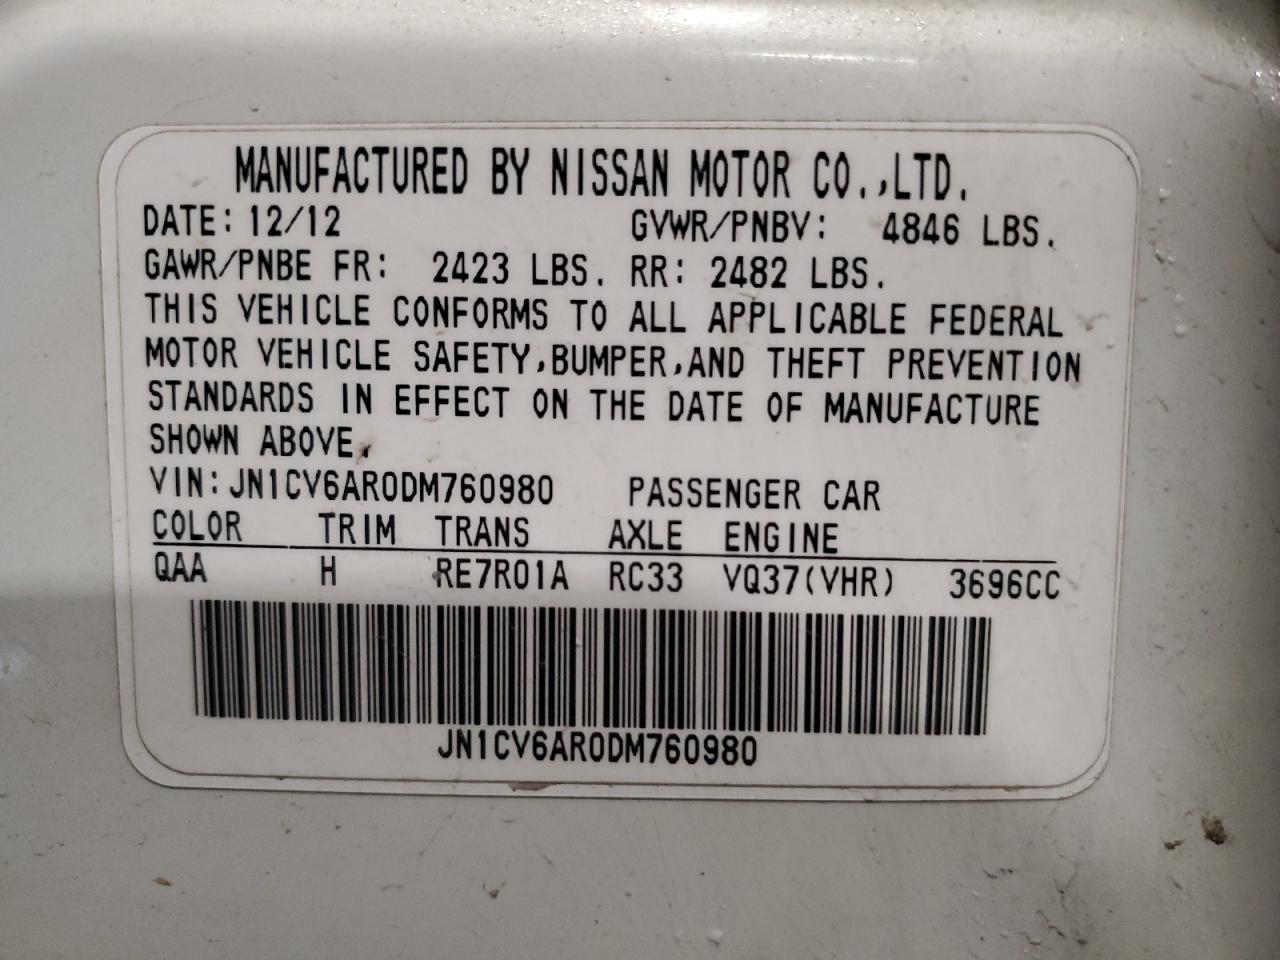 MANUFACTURED BY NISSAN MOTOR CO.,LTD.
DATE: 12/12 GVWR/PNBV: 4846 LBS.
GAWR/PNBE FR: 2423 LBS. RR: 2482 LBS.
THIS VEHICLE CONFORMS TO ALL APPLICABLE FEDERAL
MOTOR VEHICLE SAFETY,BUMPER,AND THEFT PREVENTION
STANDARDS IN EFFECT ON THE DATE OF MANUFACTURE
SHOWN ABOVE.
VIN: JN1CV6AR0DM760980 PASSENGER CAR
COLOR TRIM TRANS AXLE ENGINE
QAA H RE7R01A RC33 VQ37(VHR) 3696CC
JN1CV6AR0DM760980